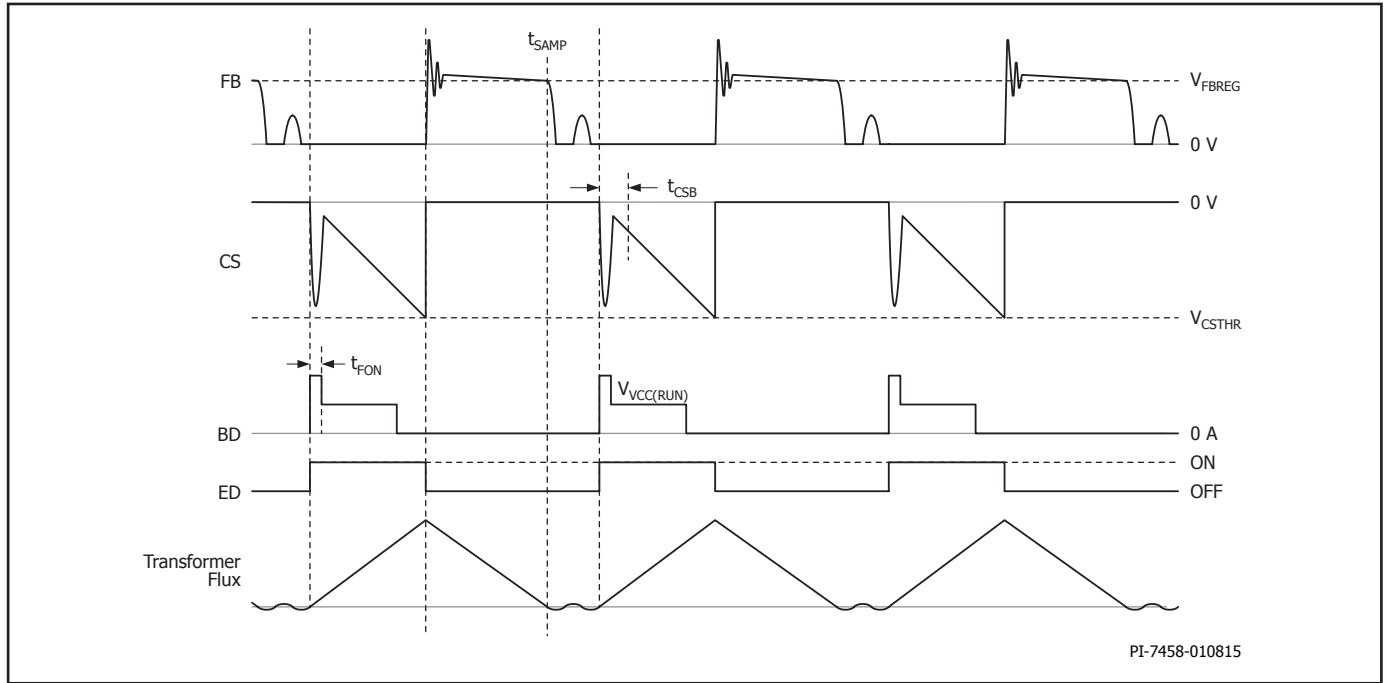 t_SAMP
FB
V_FBREG
0 V
t_CSB
0 V
CS
V_CSTHR
t_FON
V_VCC(RUN)
BD
0 A
ON
ED
OFF
Transformer
Flux
PI-7458-010815